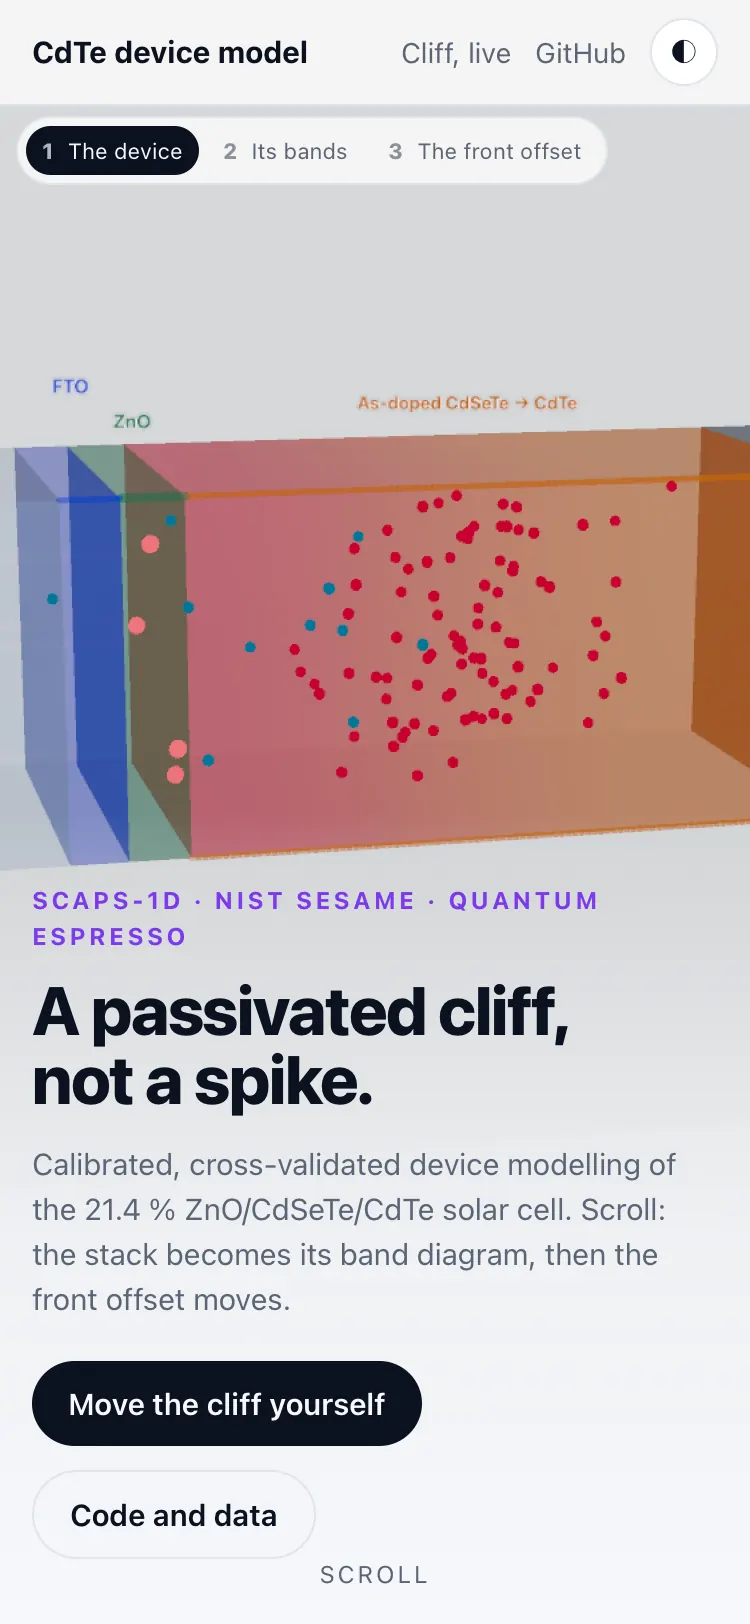 CdTe device model
Cliff, live
GitHub
1 The device
2 Its bands
3 The front offset
FTO
As-doped CdSeTe → CdTe
ZnO
SCAPS-1D · NIST SESAME · QUANTUM
ESPRESSO
A passivated cliff,
not a spike.
Calibrated, cross-validated device modelling of
the 21.4 % ZnO/CdSeTe/CdTe solar cell. Scroll:
the stack becomes its band diagram, then the
front offset moves.
Move the cliff yourself
Code and data
SCROLL